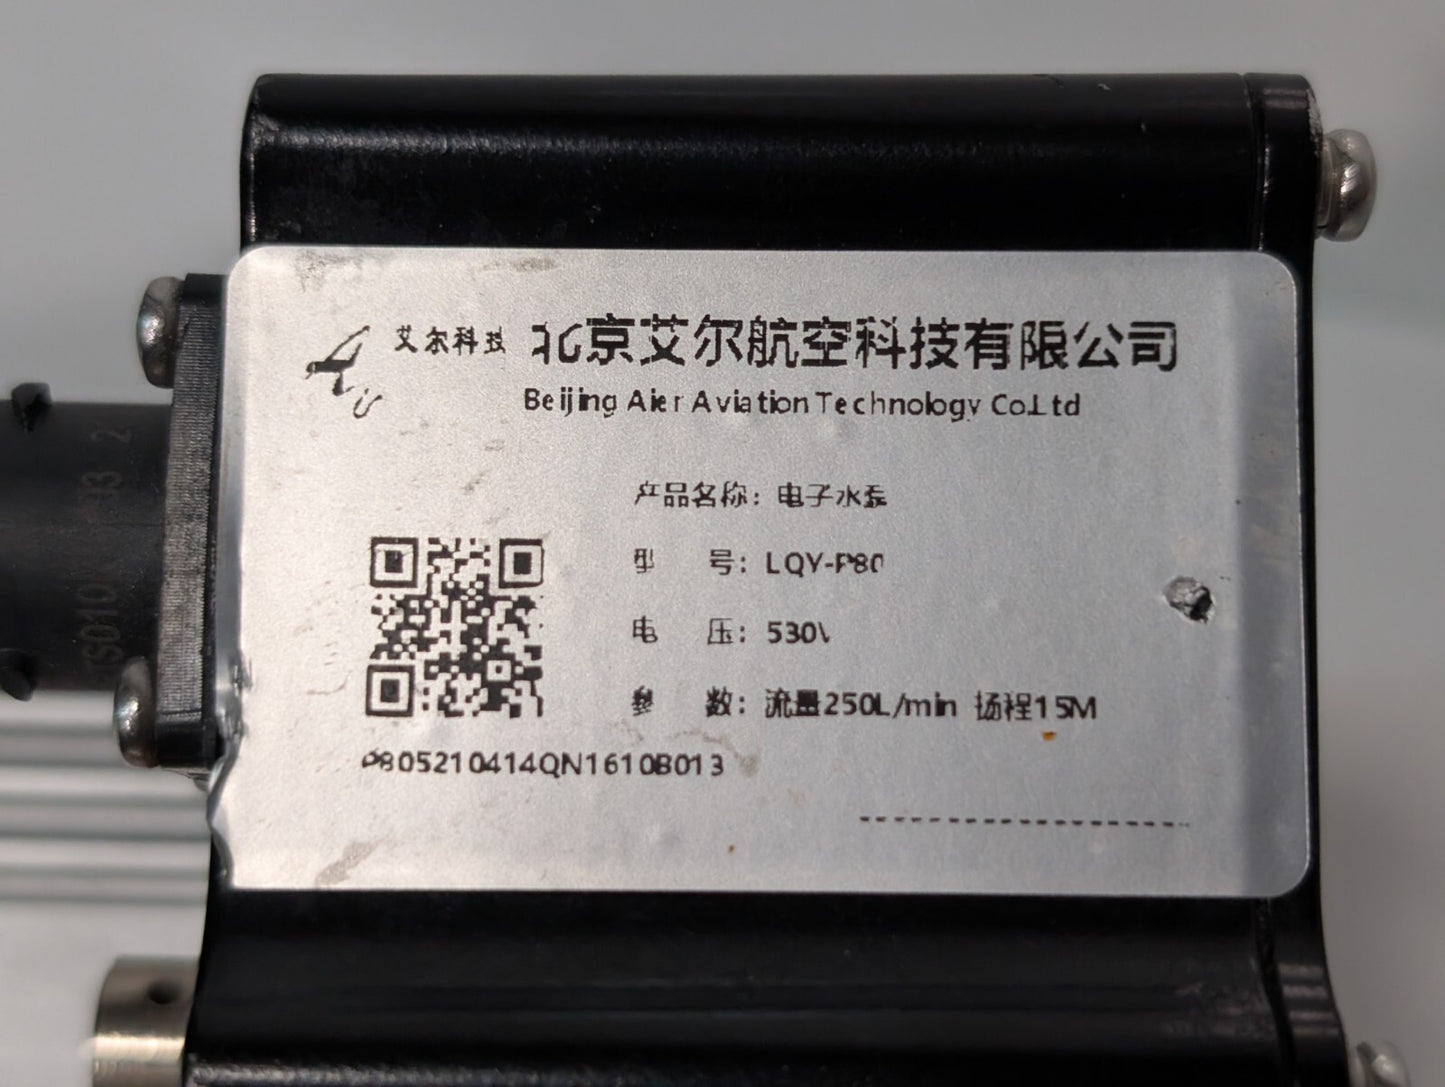 艾尔科技 北京艾尔航空科技有限公司
Beijing Aier Aviation Technology Co.Ltd
产品名称：电子水泵
型 号：LQY-P80
电 压：530V
参 数：流量250L/min 扬程15M
P805210414QN1610B013